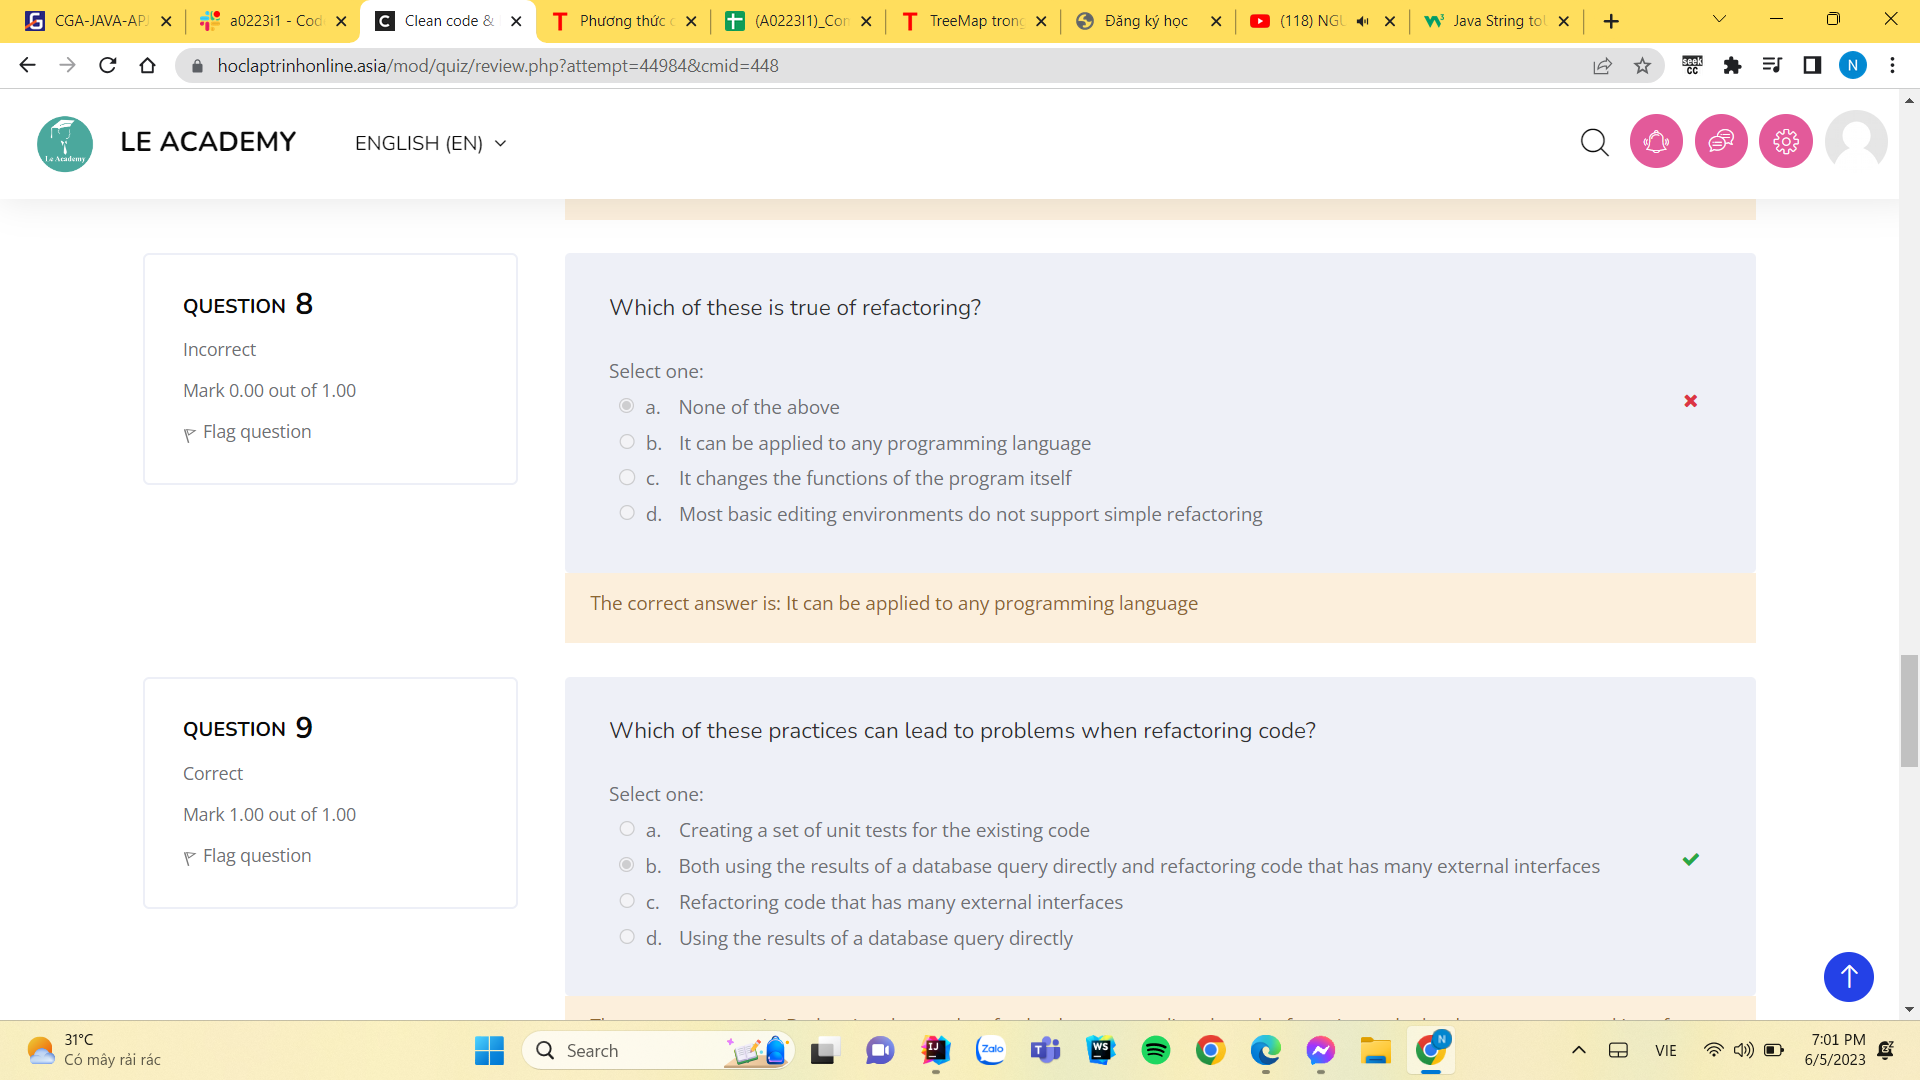 CGA-JAVA-APJ
a0223i1 - Cod
Clean code &
Phương thức c
(A0223I1)_Con
TreeMap trong
Đăng ký học
(118) NGU
Java String to
hoclaptrinhonline.asia/mod/quiz/review.php?attempt=44984&cmid=448
seek
CC
N
Le Academy
LE ACADEMY
ENGLISH (EN)
QUESTION 8
Incorrect
Mark 0.00 out of 1.00
Flag question
Which of these is true of refactoring?
Select one:
a. None of the above
b. It can be applied to any programming language
c. It changes the functions of the program itself
d. Most basic editing environments do not support simple refactoring
The correct answer is: It can be applied to any programming language
QUESTION 9
Correct
Mark 1.00 out of 1.00
Flag question
Which of these practices can lead to problems when refactoring code?
Select one:
a. Creating a set of unit tests for the existing code
b. Both using the results of a database query directly and refactoring code that has many external interfaces
c. Refactoring code that has many external interfaces
d. Using the results of a database query directly
31°C
Có mây rải rác
Search
IJ
Zalo
WS
N
VIE
7:01 PM
6/5/2023